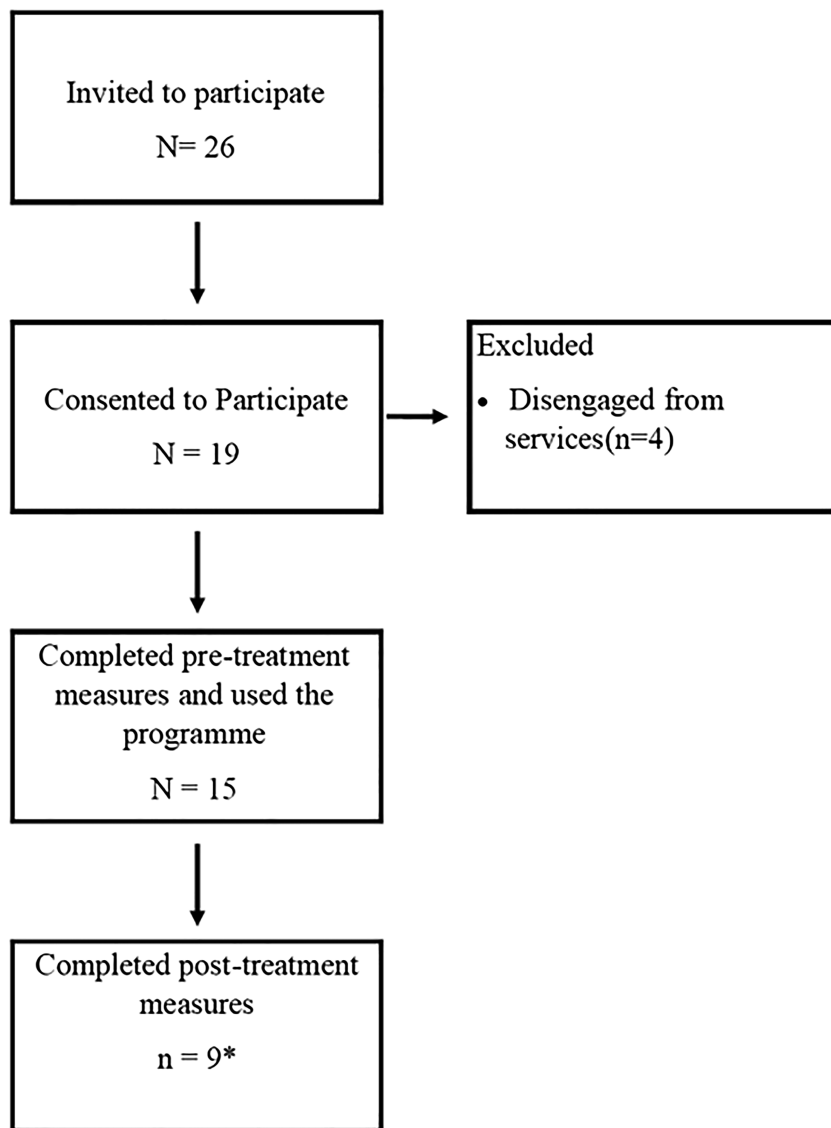 Invited to participate
N= 26
Consented to Participate
N = 19
Excluded
• Disengaged from
services(n=4)
Completed pre-treatment
measures and used the
programme
N = 15
Completed post-treatment
measures
n = 9*